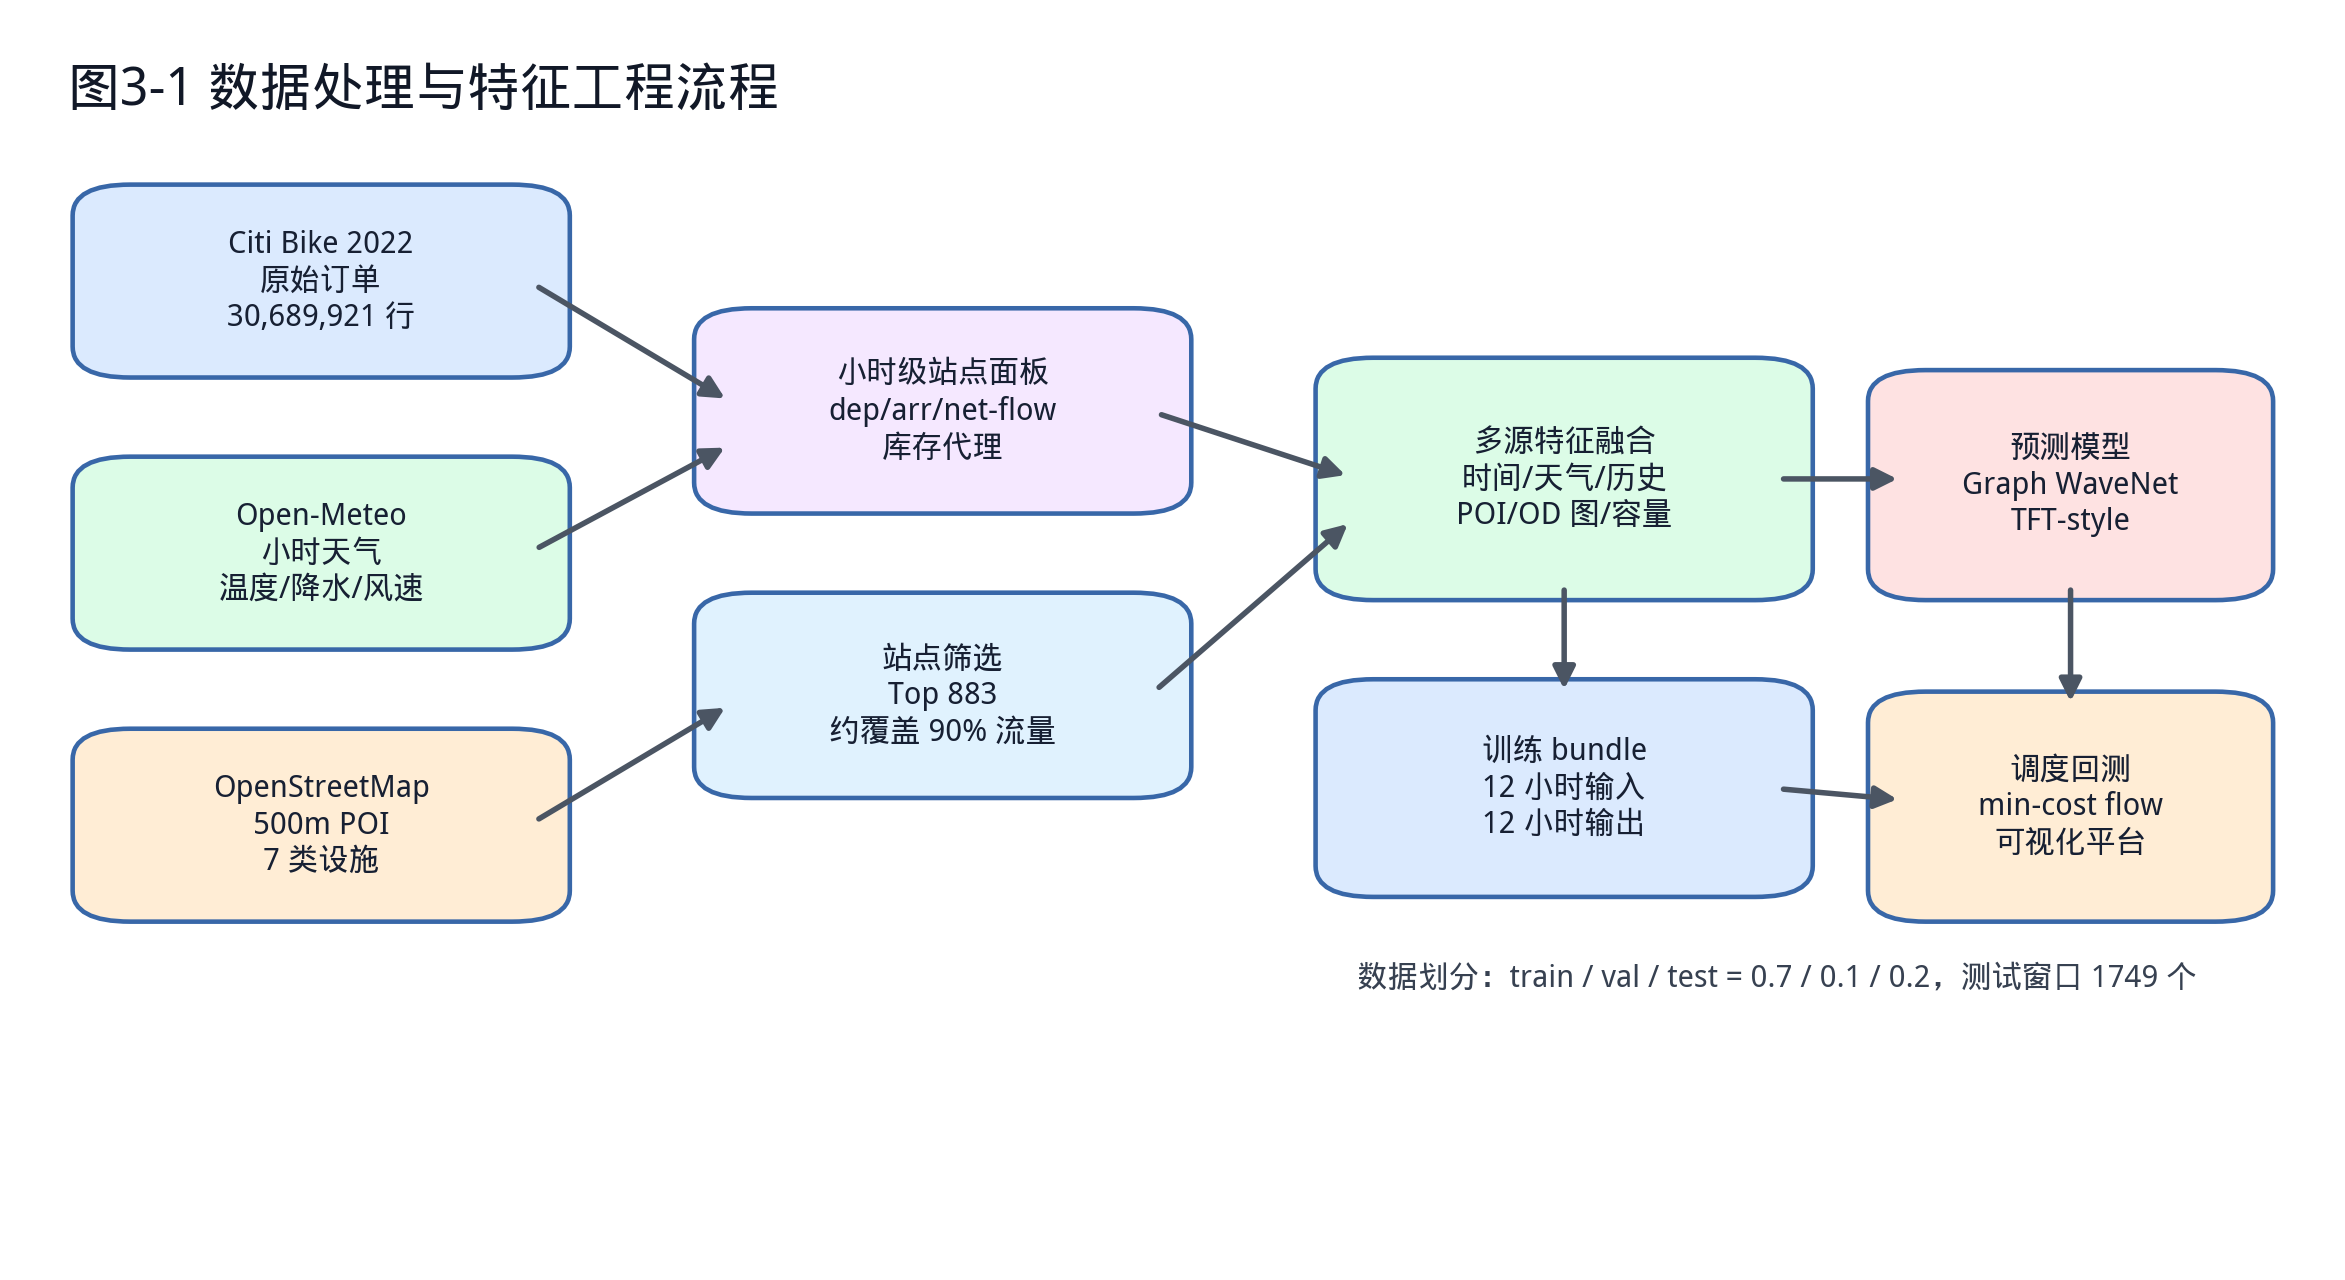 图3-1 数据处理与特征工程流程
Citi Bike 2022
原始订单
30,689,921 行
Open-Meteo
小时天气
温度/降水/风速
OpenStreetMap
500m POI
7 类设施
小时级站点面板
dep/arr/net-flow
库存代理
站点筛选
Top 883
约覆盖 90% 流量
多源特征融合
时间/天气/历史
POI/OD 图/容量
训练 bundle
12 小时输入
12 小时输出
预测模型
Graph WaveNet
TFT-style
调度回测
min-cost flow
可视化平台
数据划分：train / val / test = 0.7 / 0.1 / 0.2，测试窗口 1749 个